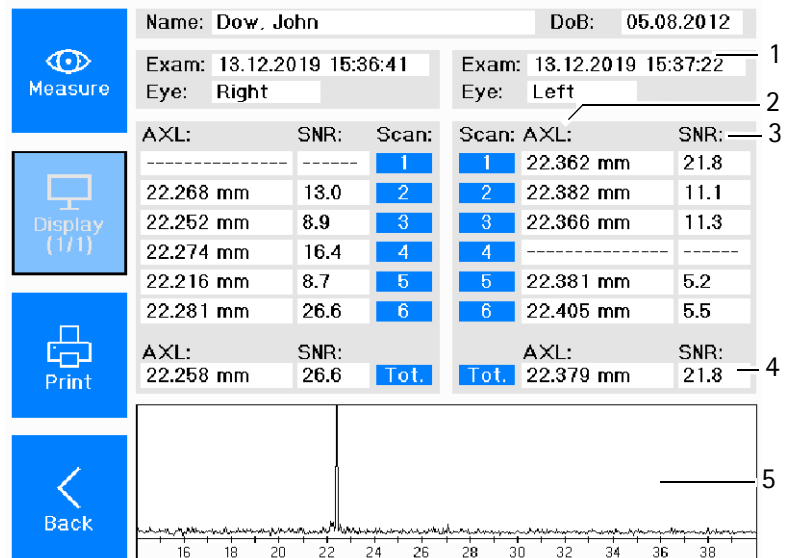 Name: Dow, John DoB: 05.08.2012
Measure
Exam: 13.12.2019 15:36:41 Exam: 13.12.2019 15:37:22 1
Eye: Right Eye: Left
2
AXL: SNR: Scan: Scan: AXL: SNR: 3
--------------- ------ 1 1 22.362 mm 21.8
22.268 mm 13.0 2 2 22.382 mm 11.1
Display
(1/1)
22.252 mm 8.9 3 3 22.366 mm 11.3
22.274 mm 16.4 4 4 --------------- ------
22.216 mm 8.7 5 5 22.381 mm 5.2
22.281 mm 26.6 6 6 22.405 mm 5.5
Print
AXL: SNR: AXL: SNR:
22.258 mm 26.6 Tot. Tot. 22.379 mm 21.8 4
5
Back
16 18 20 22 24 26 28 30 32 34 36 38